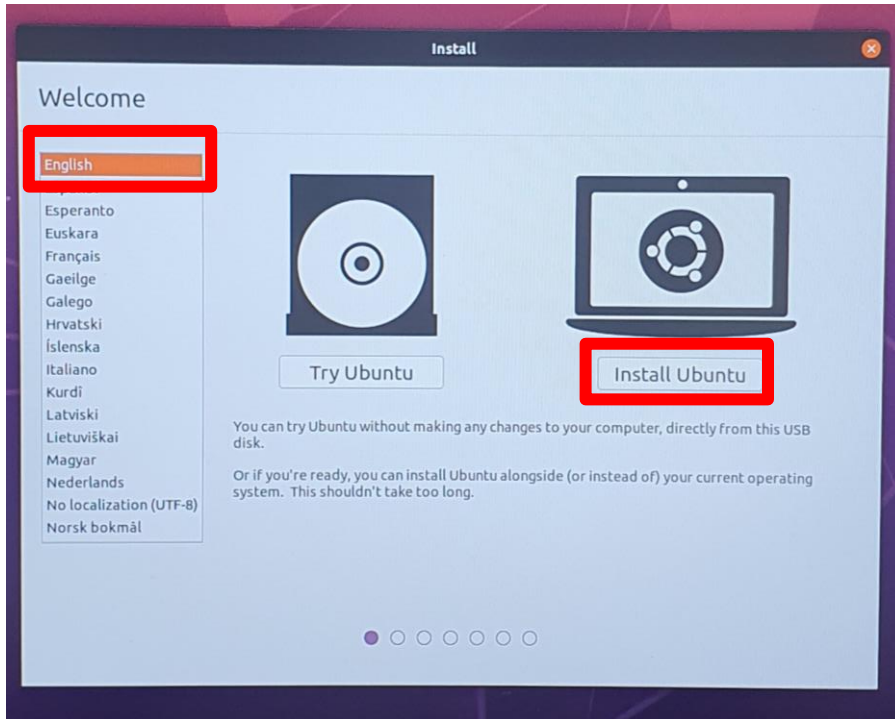 Install
Welcome
English
Esperanto
Euskara
Français
Gaeilge
Galego
Hrvatski
Íslenska
Italiano
Kurdî
Latviski
Lietuviškai
Magyar
Nederlands
No localization (UTF-8)
Norsk bokmål
Try Ubuntu
Install Ubuntu
You can try Ubuntu without making any changes to your computer, directly from this USB
disk.
Or if you're ready, you can install Ubuntu alongside (or instead of) your current operating
system. This shouldn't take too long.